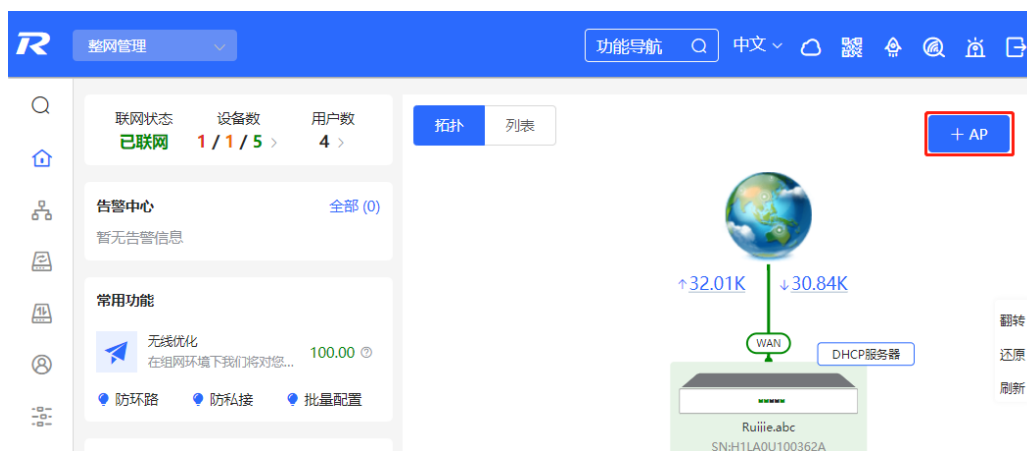 整网管理
功能导航
中文
联网状态 设备数 用户数
已联网 1 / 1 / 5 > 4 >
告警中心 全部 (0)
暂无告警信息
常用功能
无线优化
在组网环境下我们将对您...
100.00
防环路 防私接 批量配置
拓扑 列表
+ AP
↑32.01K ↓30.84K
WAN
DHCP服务器
Ruijie.abc
SN:H1LA0U100362A
翻转
还原
刷新